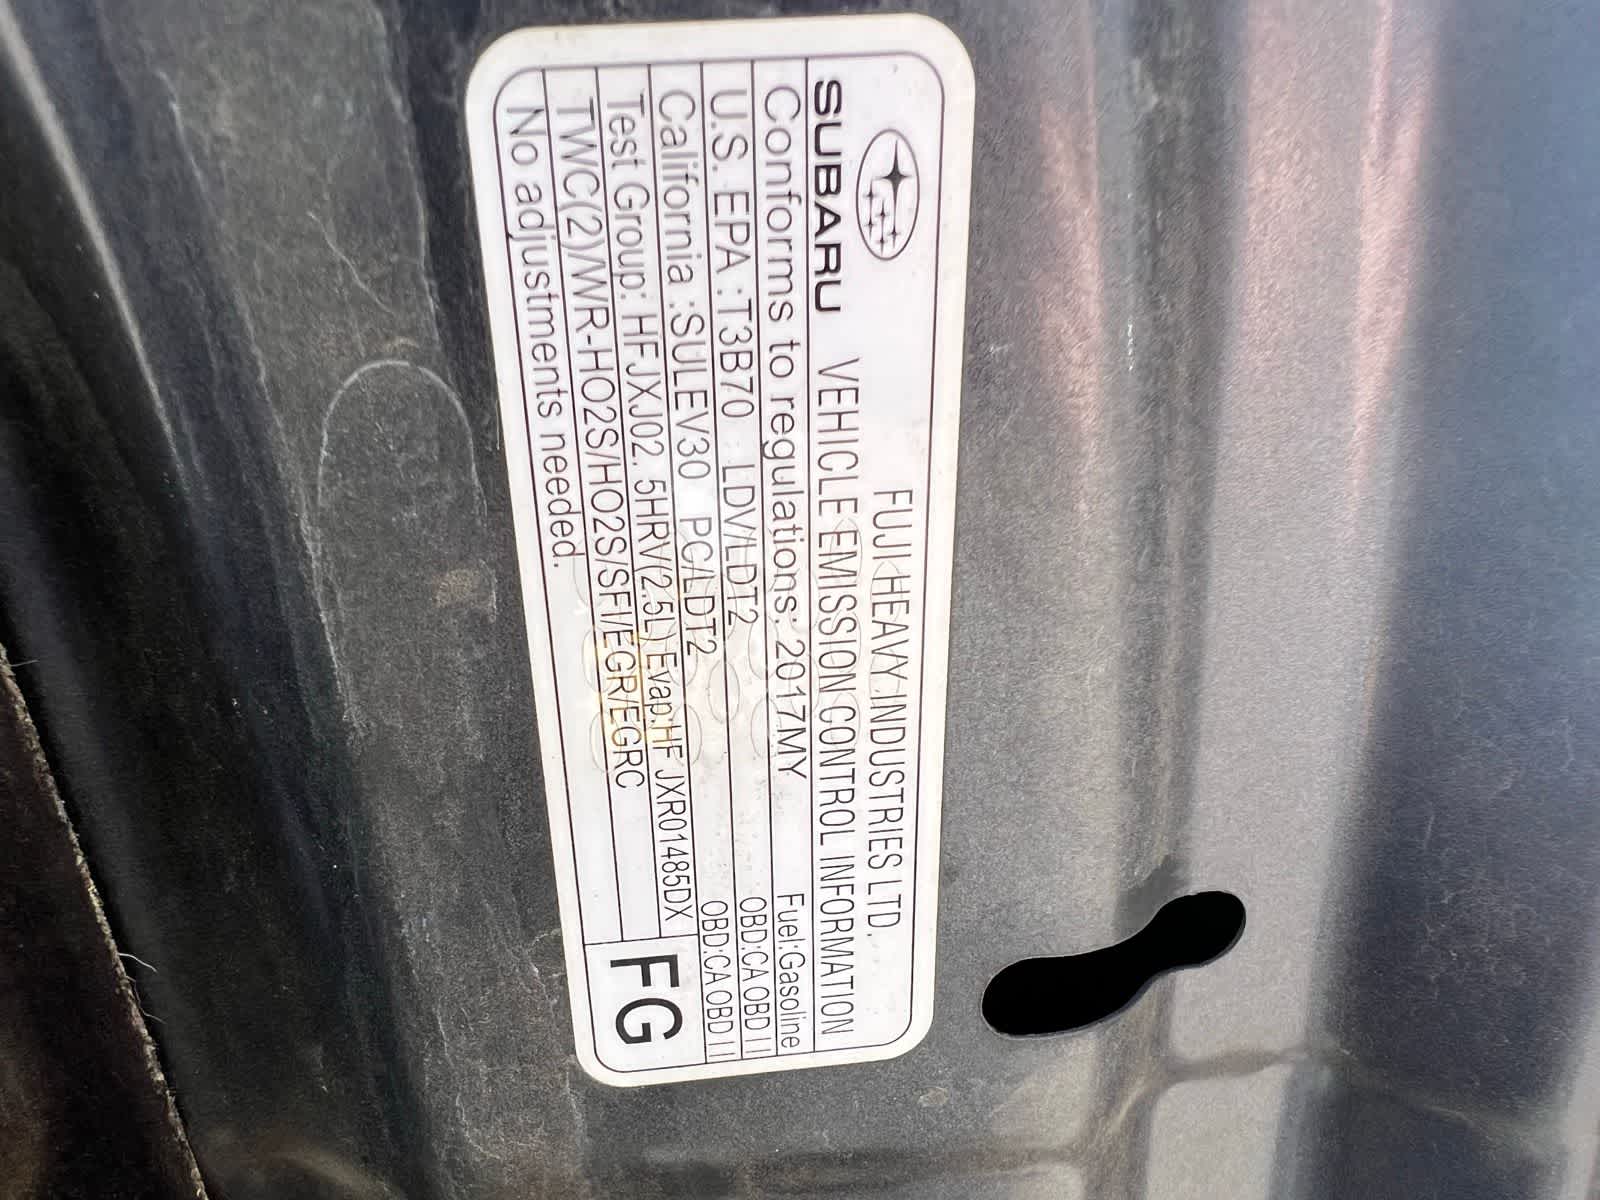 FUJI HEAVY INDUSTRIES LTD.
SUBARU VEHICLE EMISSION CONTROL INFORMATION
Conforms to regulations: 2017MY Fuel:Gasoline
U.S. EPA :T3B70 LDV/LDT2 OBD:CA OBD II
California :SULEV30 PC/LDT2 OBD:CA OBD II
Test Group: HFJXJ02.5HRV(2.5L) Evap:HFJXR01485DX
TWC(2)/WR-HO2S/HO2S/SFI/EGR/EGRC
No adjustments needed.
FG